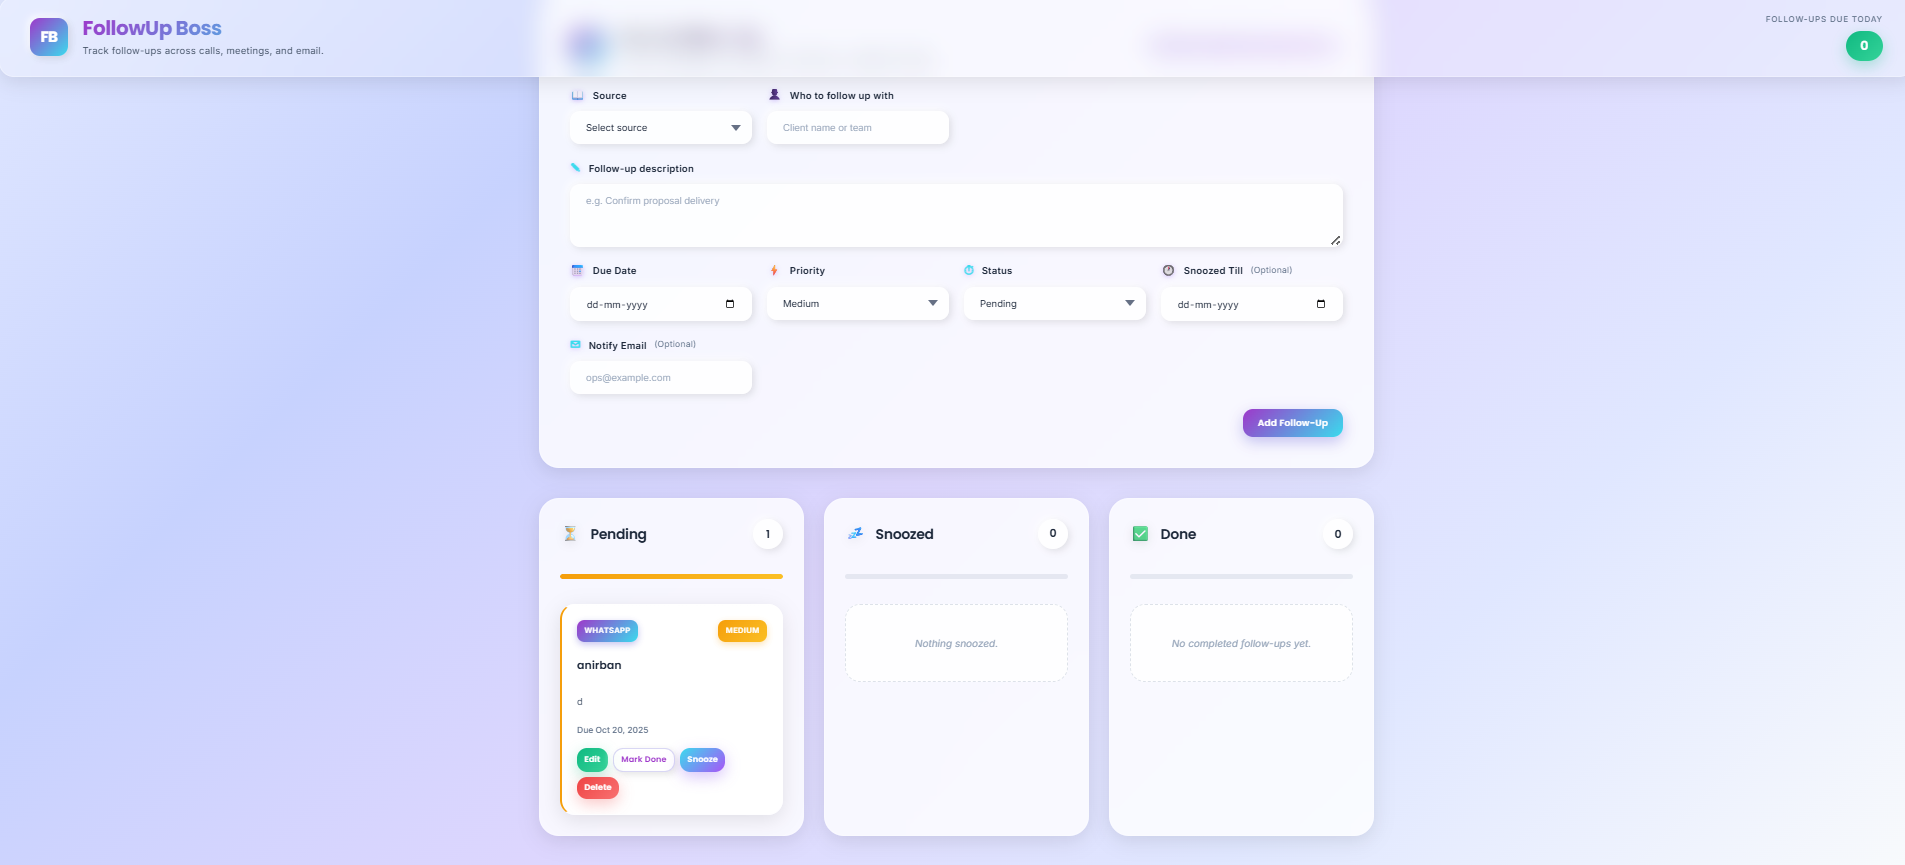 FB
FollowUp Boss
Track follow-ups across calls, meetings, and email.
FOLLOW-UPS DUE TODAY
0
Source
Who to follow up with
Select source
Client name or team
Follow-up description
e.g. Confirm proposal delivery
Due Date
Priority
Status
Snoozed Till (Optional)
dd-mm-yyyy
Medium
Pending
dd-mm-yyyy
Notify Email (Optional)
ops@example.com
Add Follow-Up
Pending
1
Snoozed
0
Done
0
WHATSAPP
MEDIUM
anirban
d
Due Oct 20, 2025
Edit
Mark Done
Snooze
Delete
Nothing snoozed.
No completed follow-ups yet.